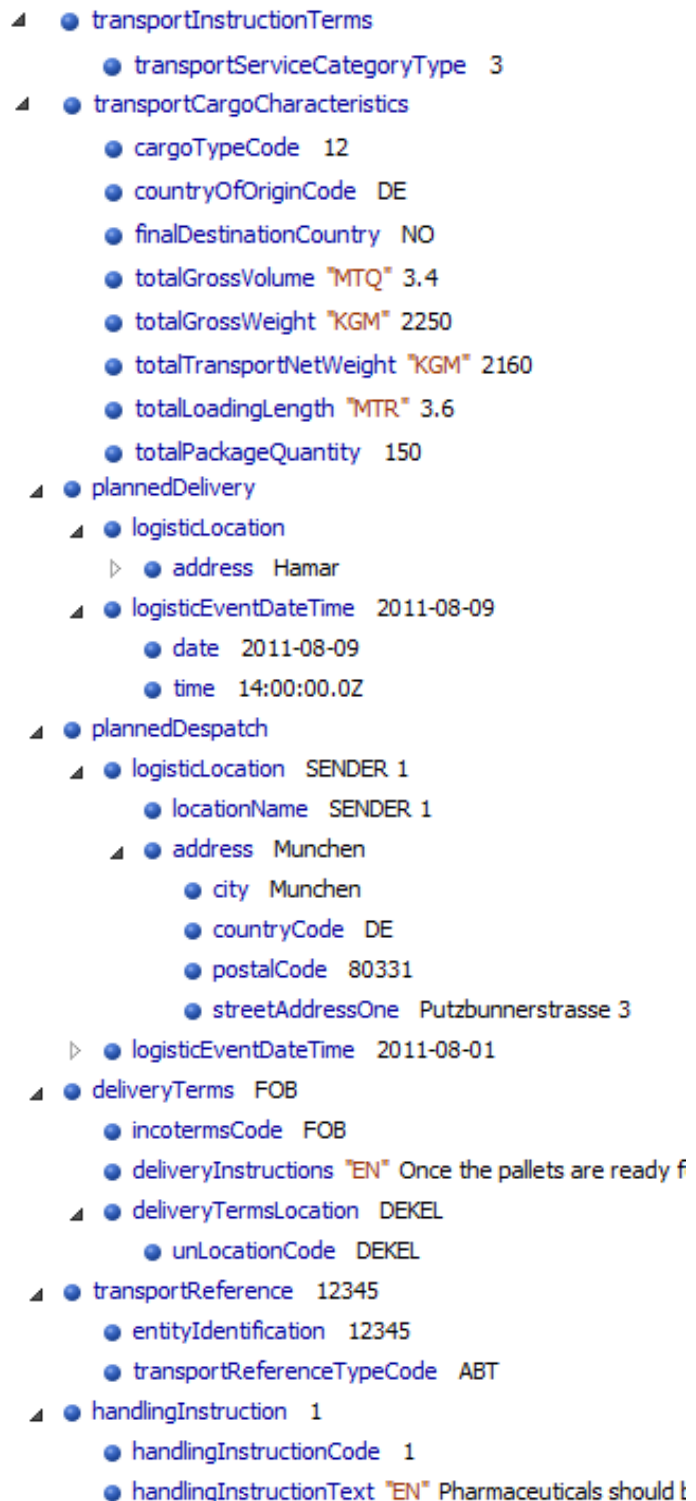 transportInstructionTerms
transportServiceCategoryType 3
transportCargoCharacteristics
cargoTypeCode 12
countryOfOriginCode DE
finalDestinationCountry NO
totalGrossVolume "MTQ" 3.4
totalGrossWeight "KGM" 2250
totalTransportNetWeight "KGM" 2160
totalLoadingLength "MTR" 3.6
totalPackageQuantity 150
plannedDelivery
logisticLocation
address Hamar
logisticEventDateTime 2011-08-09
date 2011-08-09
time 14:00:00.0Z
plannedDespatch
logisticLocation SENDER 1
locationName SENDER 1
address Munchen
city Munchen
countryCode DE
postalCode 80331
streetAddressOne Putzbunnerstrasse 3
logisticEventDateTime 2011-08-01
deliveryTerms FOB
incotermsCode FOB
deliveryInstructions "EN" Once the pallets are ready f
deliveryTermsLocation DEKEL
unLocationCode DEKEL
transportReference 12345
entityIdentification 12345
transportReferenceTypeCode ABT
handlingInstruction 1
handlingInstructionCode 1
handlingInstructionText "EN" Pharmaceuticals should b